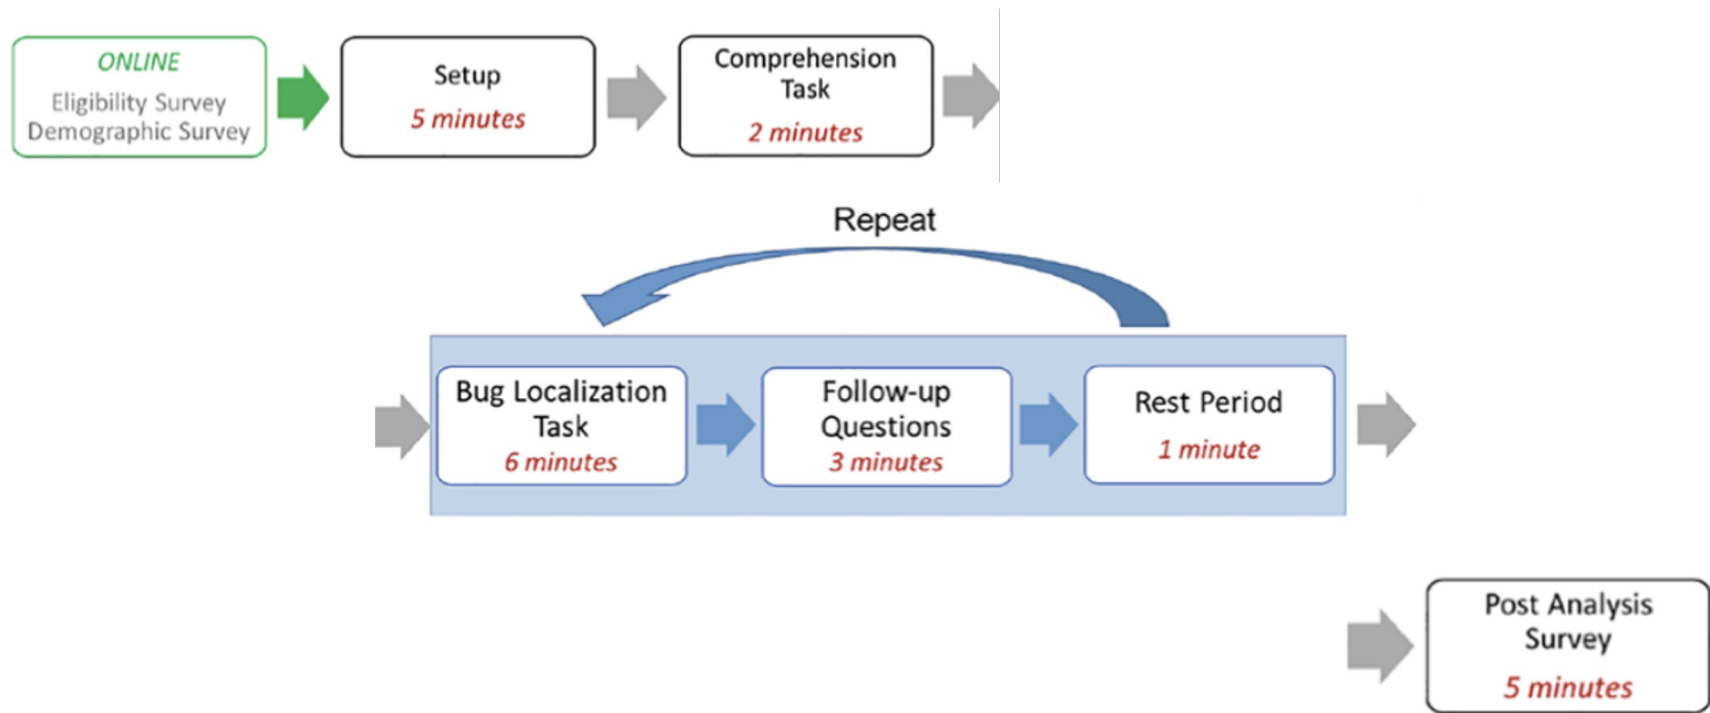 ONLINE
Eligibility Survey
Demographic Survey
Setup
5 minutes
Comprehension
Task
2 minutes
Repeat
Bug Localization
Task
6 minutes
Follow-up
Questions
3 minutes
Rest Period
1 minute
Post Analysis
Survey
5 minutes